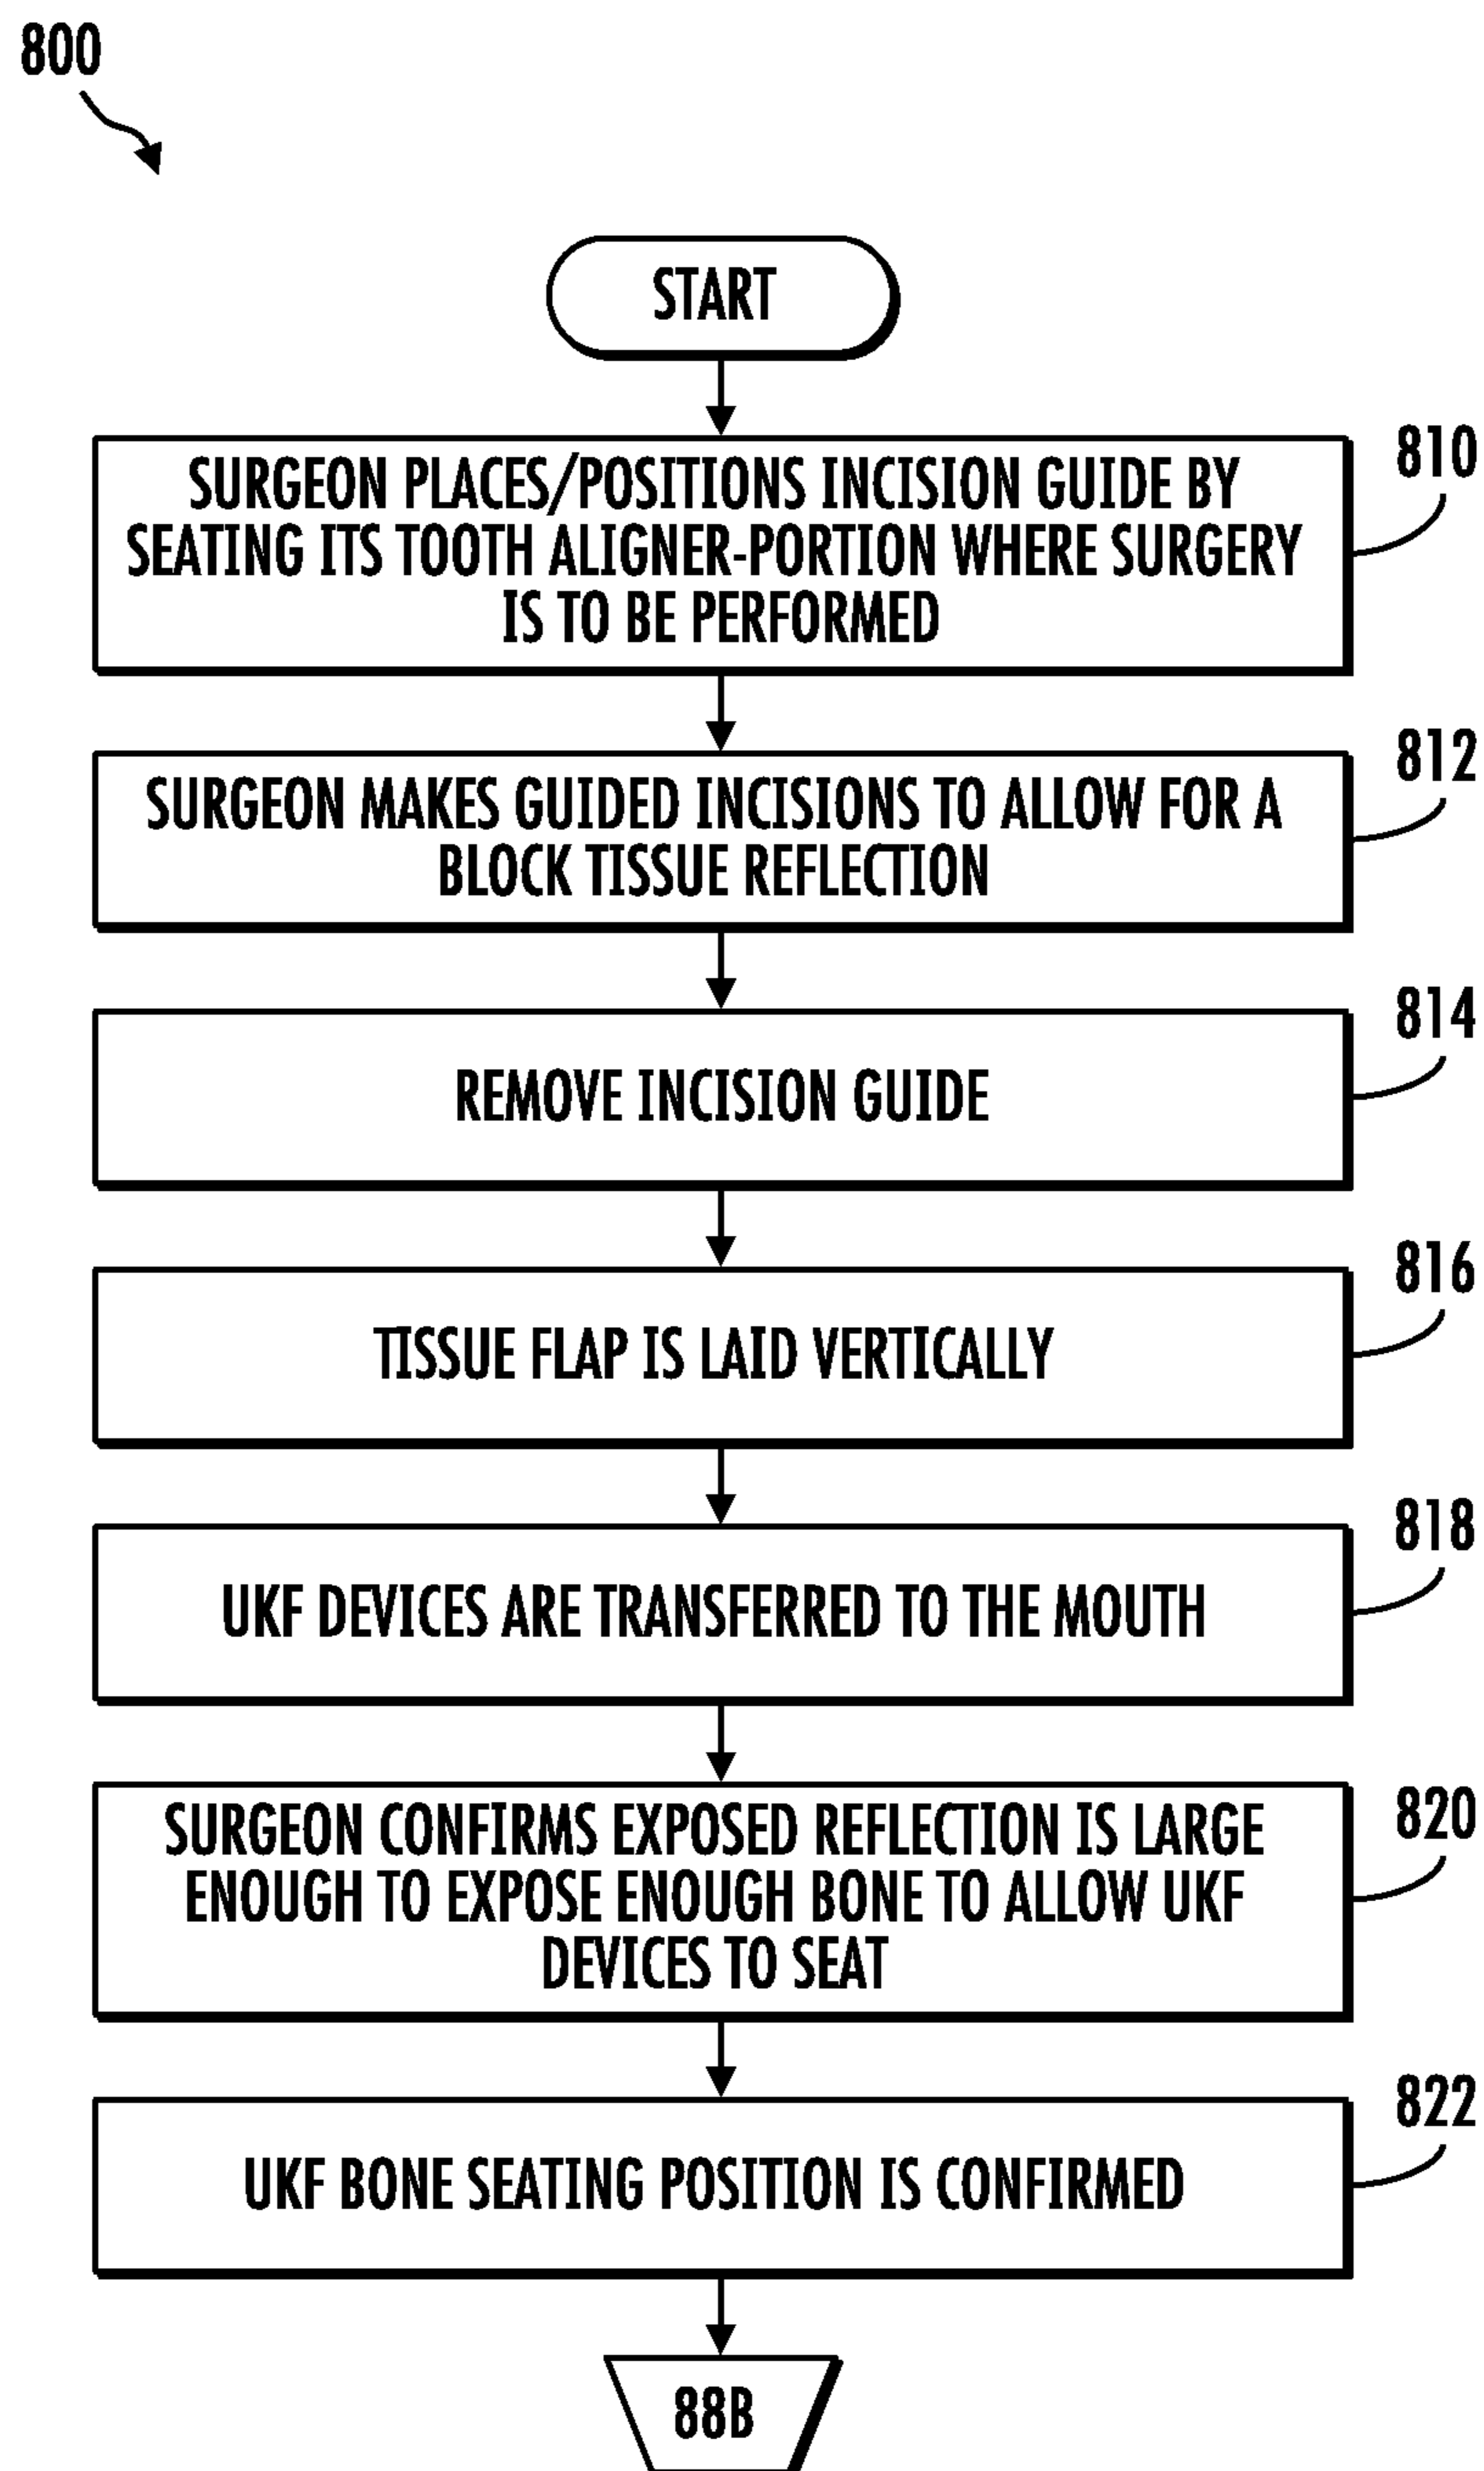 800
START
810
SURGEON PLACES/POSITIONS INCISION GUIDE BY
SEATING ITS TOOTH ALIGNER-PORTION WHERE SURGERY
IS TO BE PERFORMED
812
SURGEON MAKES GUIDED INCISIONS TO ALLOW FOR A
BLOCK TISSUE REFLECTION
814
REMOVE INCISION GUIDE
816
TISSUE FLAP IS LAID VERTICALLY
818
UKF DEVICES ARE TRANSFERRED TO THE MOUTH
820
SURGEON CONFIRMS EXPOSED REFLECTION IS LARGE
ENOUGH TO EXPOSE ENOUGH BONE TO ALLOW UKF
DEVICES TO SEAT
822
UKF BONE SEATING POSITION IS CONFIRMED
88B